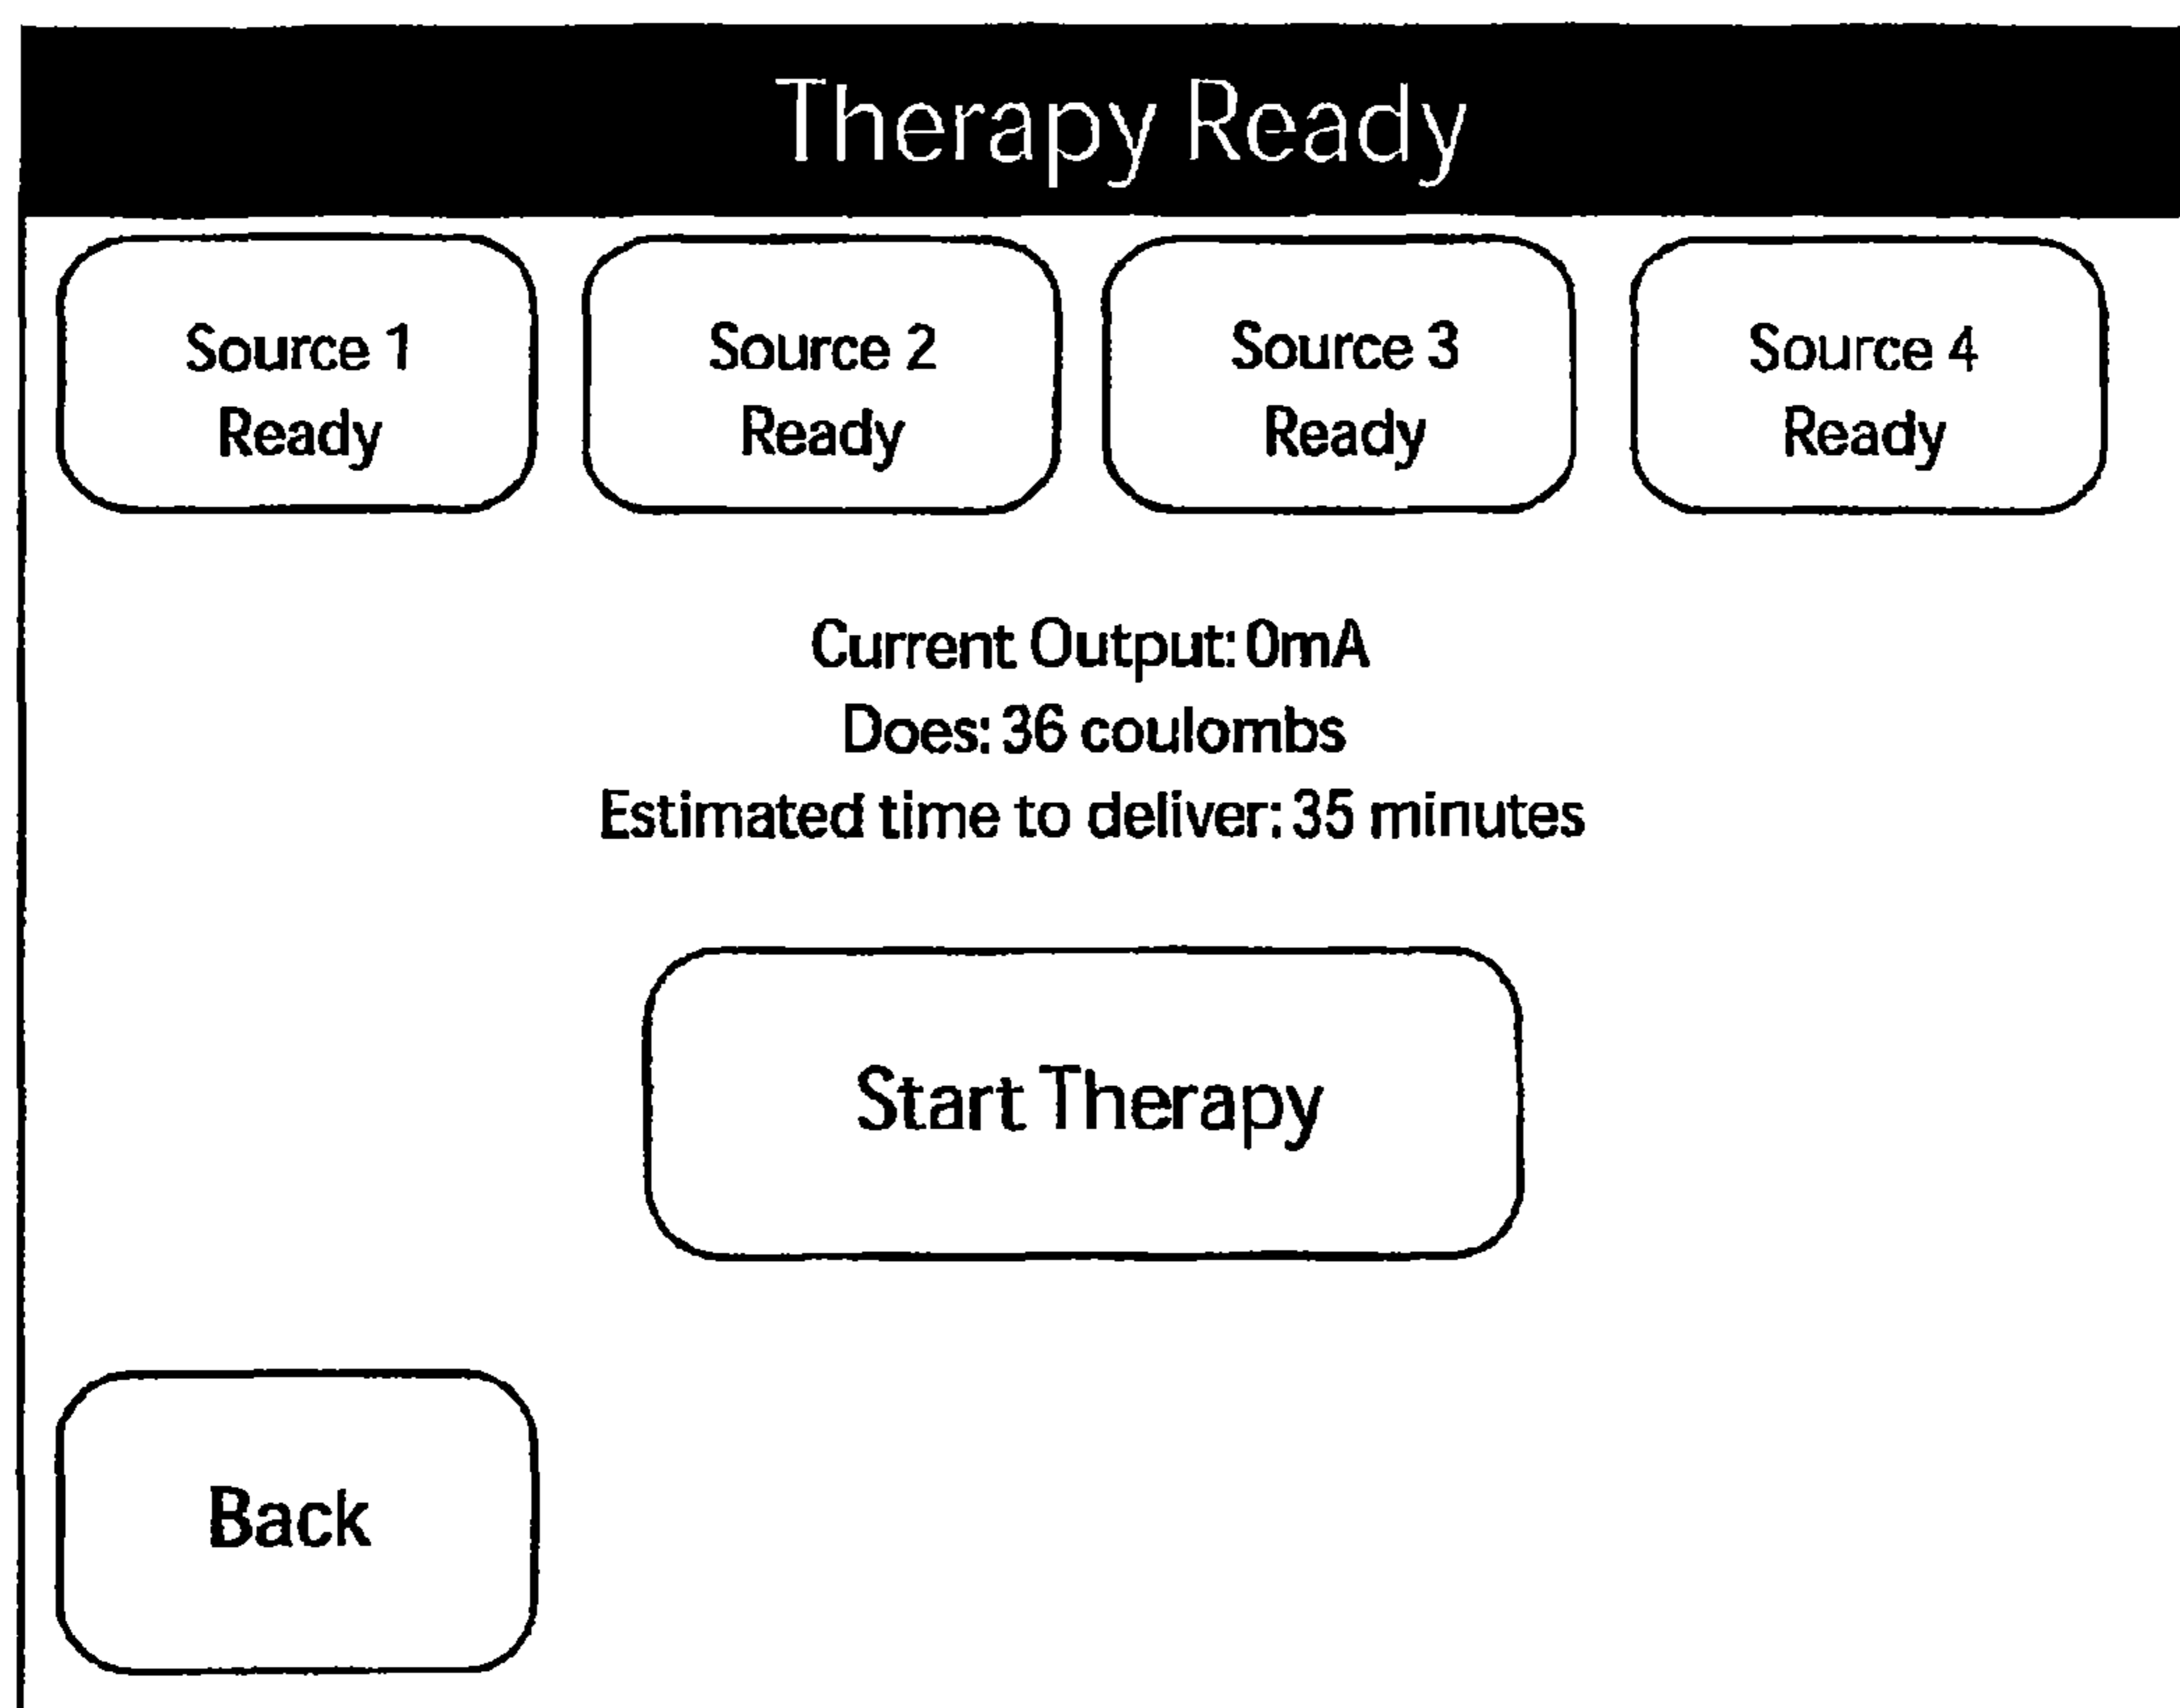 Therapy Ready
Source 1
Ready
Source 2
Ready
Source 3
Ready
Source 4
Ready
Current Output: 0mA
Does: 36 coulombs
Estimated time to deliver: 35 minutes
Start Therapy
Back